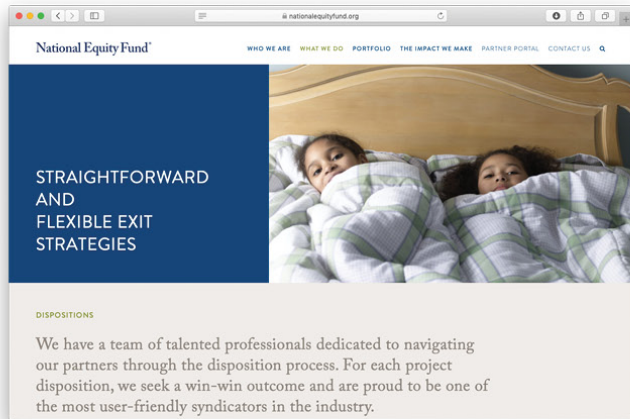 nationalequityfund.org
National Equity Fund®
WHO WE ARE WHAT WE DO PORTFOLIO THE IMPACT WE MAKE PARTNER PORTAL CONTACT US
STRAIGHTFORWARD
AND
FLEXIBLE EXIT
STRATEGIES
DISPOSITIONS
We have a team of talented professionals dedicated to navigating
our partners through the disposition process. For each project
disposition, we seek a win-win outcome and are proud to be one of
the most user-friendly syndicators in the industry.